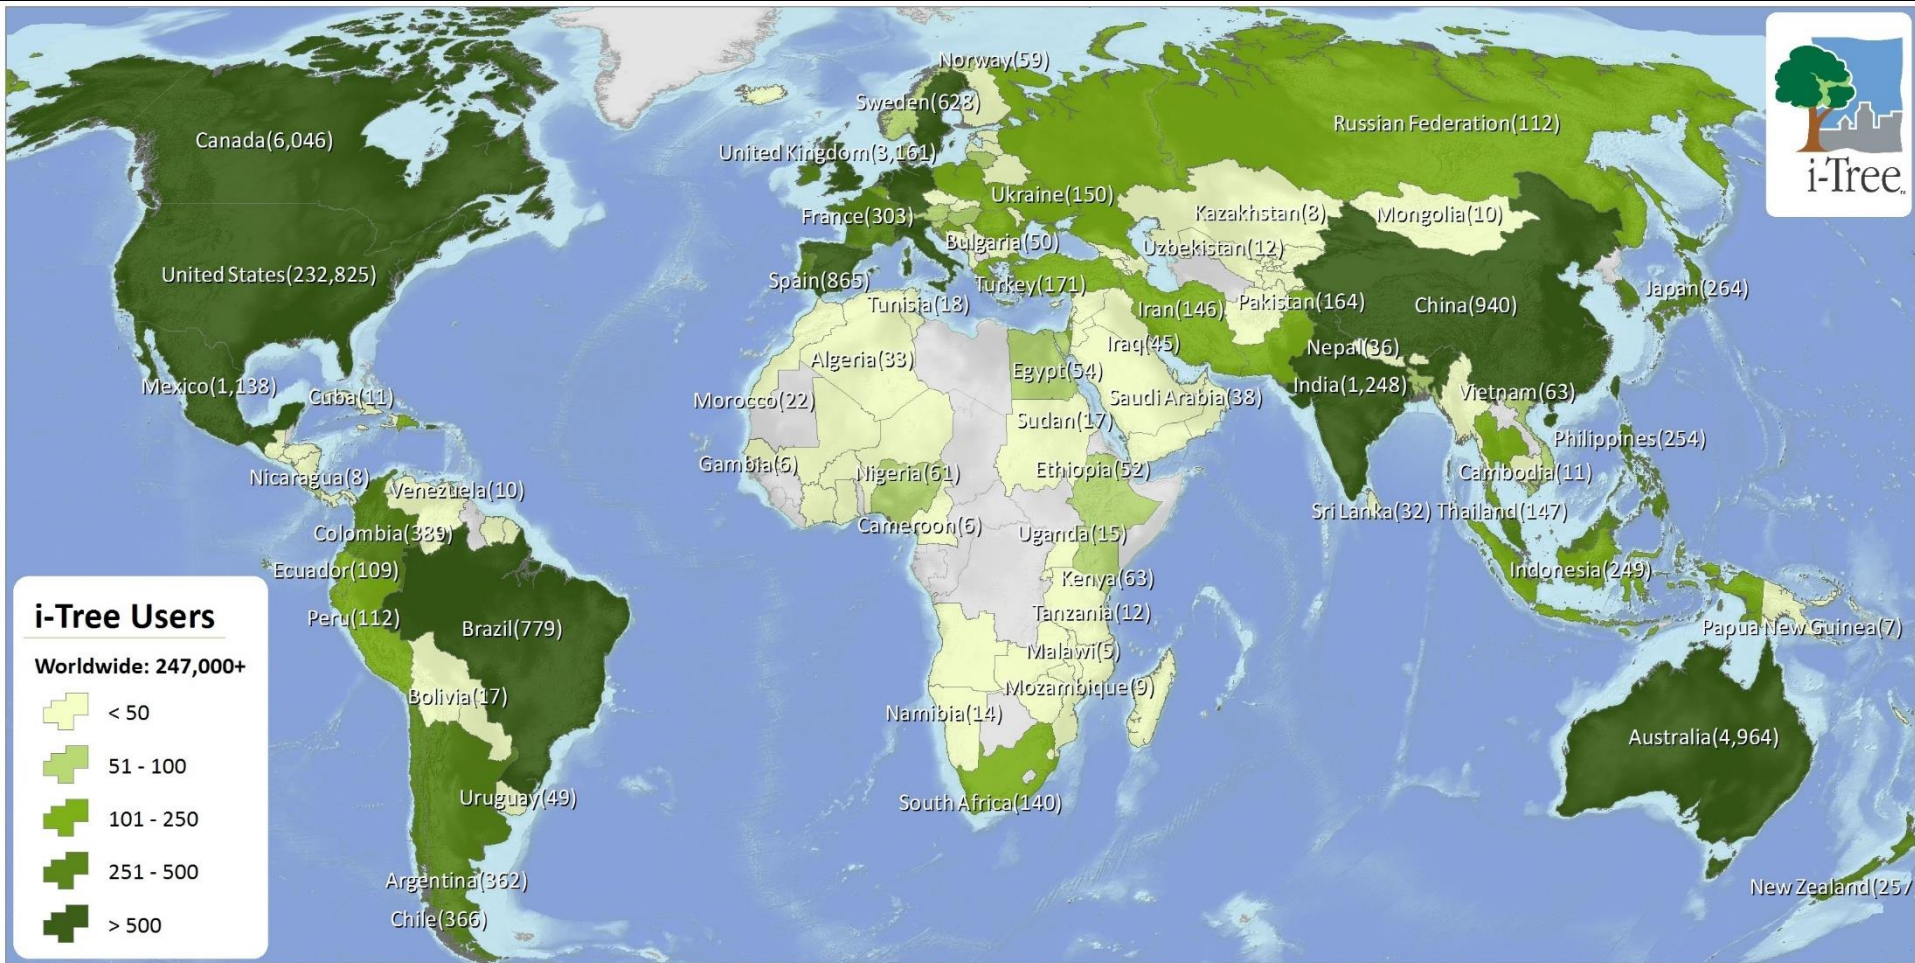 Norway(59)
Sweden(628)
Canada(6,046)
Russian Federation(112)
United Kingdom(3,161)
i-Tree™
Ukraine(150)
France(303)
Kazakhstan(8)
Mongolia(10)
Bulgaria(50)
Uzbekistan(12)
United States(232,825)
Spain(865)
Turkey(171)
Japan(264)
Tunisia(18)
Iran(146)
Pakistan(164)
China(940)
Iraq(45)
Nepal(36)
Algeria(33)
Egypt(54)
Mexico(1,138)
India(1,248)
Vietnam(63)
Cuba(11)
Morocco(22)
Saudi Arabia(38)
Sudan(17)
Philippines(254)
Gambia(6)
Nigeria(61)
Ethiopia(52)
Cambodia(11)
Nicaragua(8)
Venezuela(10)
Sri Lanka(32)
Thailand(147)
Cameroon(6)
Colombia(389)
Uganda(15)
Ecuador(109)
Indonesia(249)
Kenya(63)
Peru(112)
Tanzania(12)
Brazil(779)
Papua New Guinea(7)
Malawi(5)
Mozambique(9)
Bolivia(17)
Namibia(14)
Australia(4,964)
Uruguay(49)
South Africa(140)
Argentina(362)
New Zealand(257
Chile(366)
i-Tree Users
Worldwide: 247,000+
< 50
51 - 100
101 - 250
251 - 500
> 500